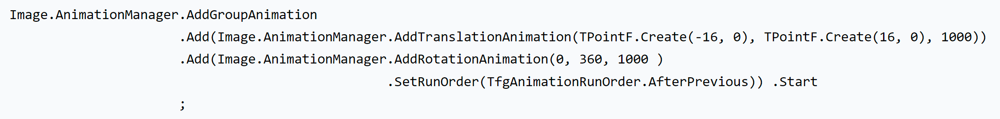 Image.AnimationManager.AddGroupAnimation
.Add(Image.AnimationManager.AddTranslationAnimation(TPointF.Create(-16, 0), TPointF.Create(16, 0), 1000))
.Add(Image.AnimationManager.AddRotationAnimation(0, 360, 1000 )
.SetRunOrder(TfgAnimationRunOrder.AfterPrevious)) .Start
;